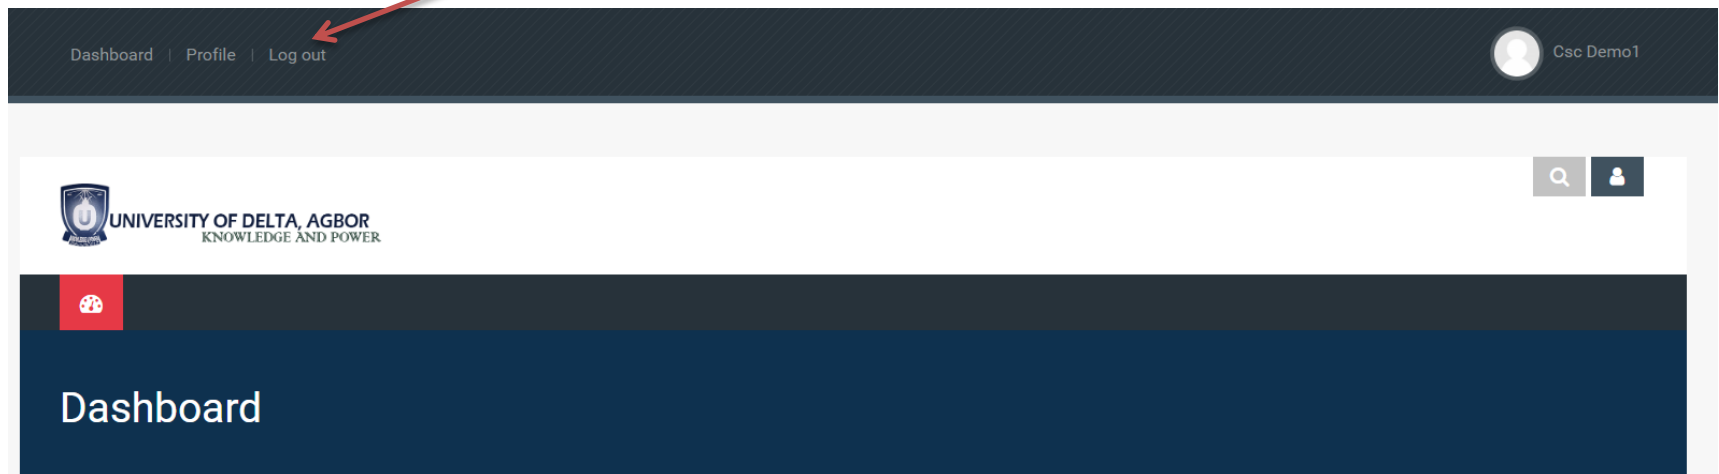 Dashboard | Profile | Log out
Csc Demo1
UNIVERSITY OF DELTA, AGBOR
KNOWLEDGE AND POWER
Dashboard